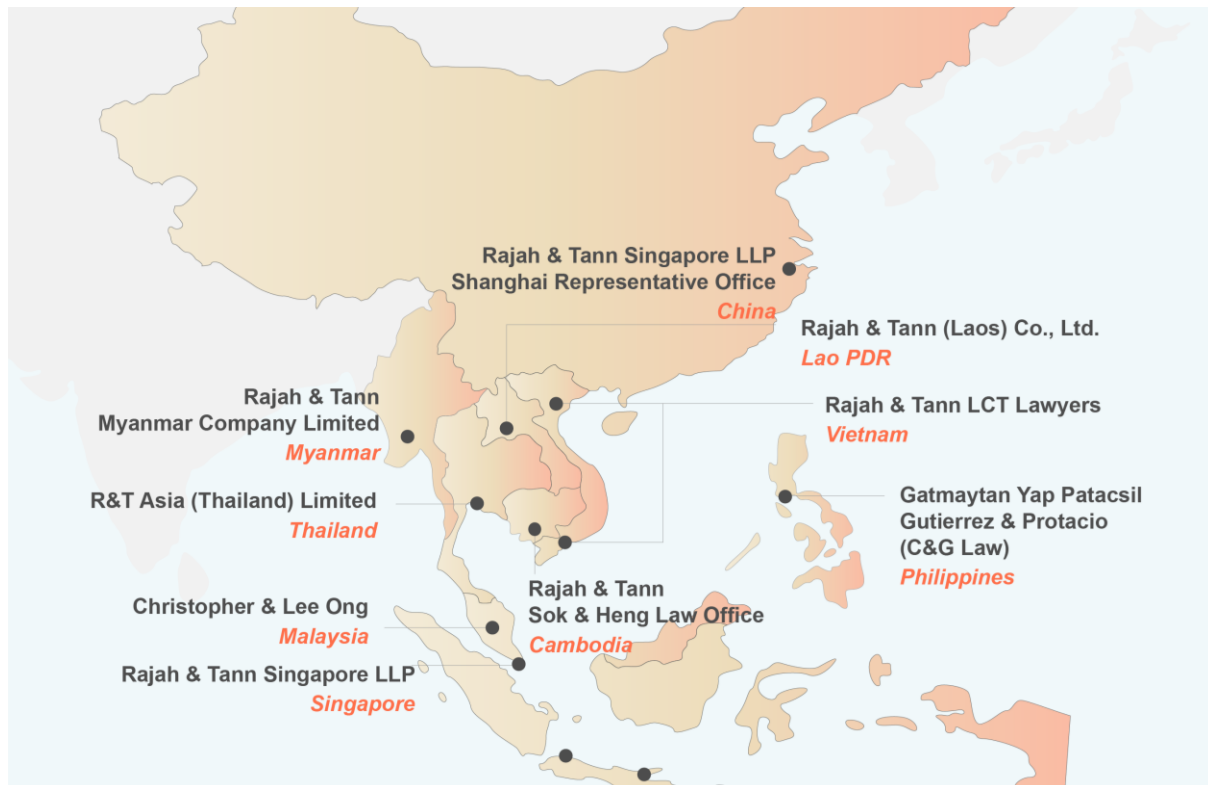 Rajah & Tann Singapore LLP
Shanghai Representative Office
China
Rajah & Tann (Laos) Co., Ltd.
Lao PDR
Rajah & Tann
Myanmar Company Limited
Myanmar
Rajah & Tann LCT Lawyers
Vietnam
R&T Asia (Thailand) Limited
Thailand
Gatmaytan Yap Patacsil
Gutierrez & Protacio
(C&G Law)
Philippines
Rajah & Tann
Sok & Heng Law Office
Cambodia
Christopher & Lee Ong
Malaysia
Rajah & Tann Singapore LLP
Singapore